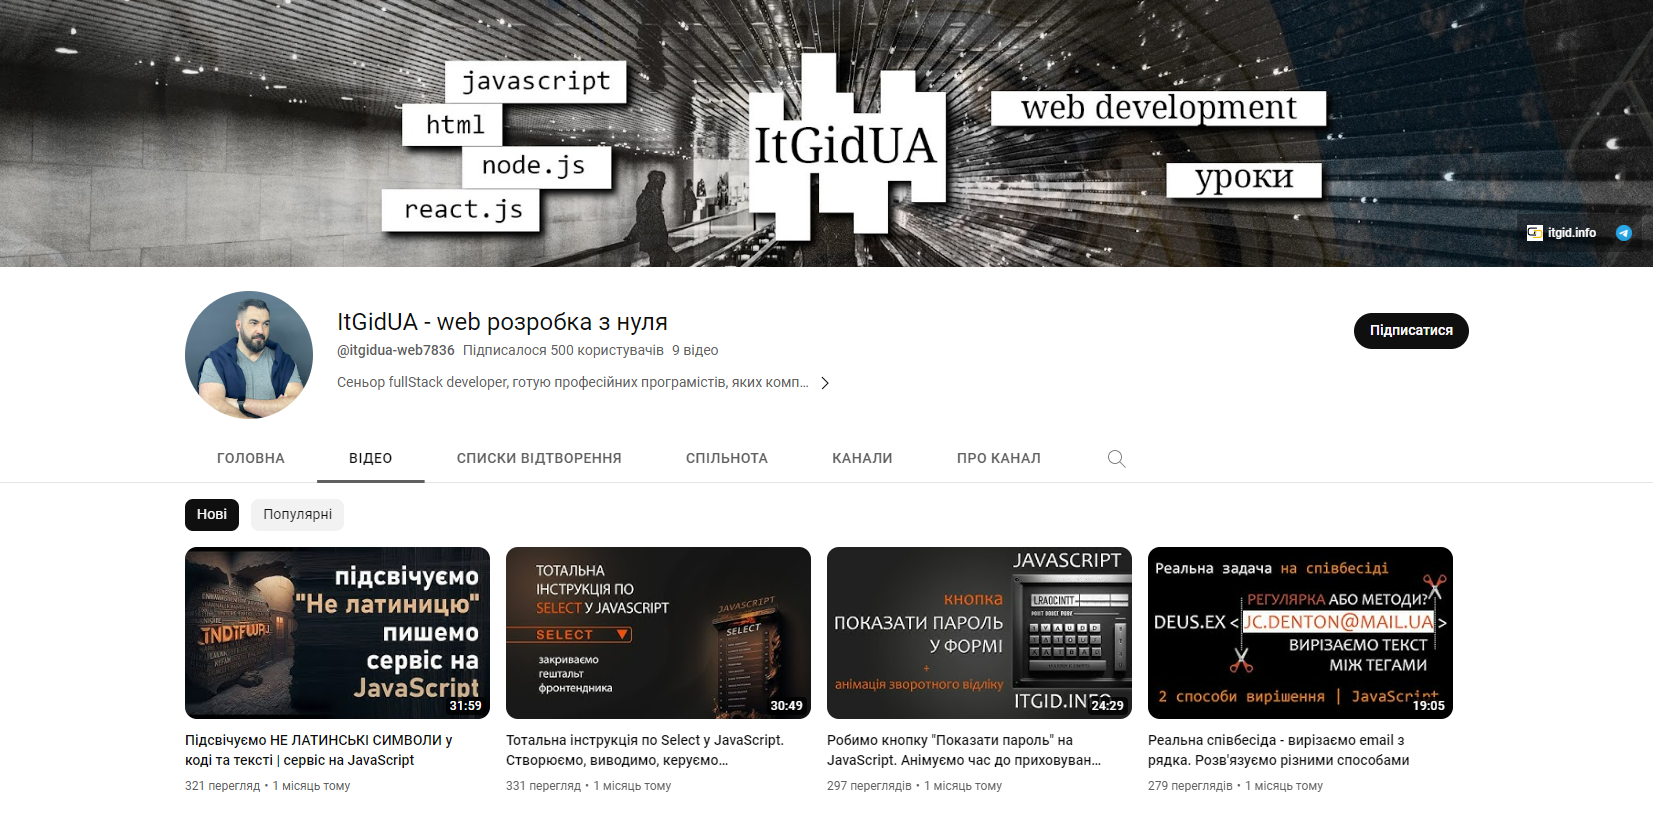 javascript
html
node.js
react.js
ItGidUA
web development
уроки
itgid.info
ItGidUA - web розробка з нуля
@itgidua-web7836 Підписалося 500 користувачів 9 відео
Сеньор fullStack developer, готую професійних програмістів, яких комп...
Підписатися
ГОЛОВНА ВІДЕО СПИСКИ ВІДТВОРЕННЯ СПІЛЬНОТА КАНАЛИ ПРО КАНАЛ
Нові Популярні
підсвічуємо
"Не латиницю"
пишемо
сервіс на
JavaScript
31:59
Підсвічуємо НЕ ЛАТИНСЬКІ СИМВОЛИ у
коді та тексті | сервіс на JavaScript
321 перегляд • 1 місяць тому
ТОТАЛЬНА
ІНСТРУКЦІЯ ПО
SELECT У JAVASCRIPT
SELECT
закриваємо
гештальт
фронтендника
JAVASCRIPT
SELECT
30:49
Тотальна інструкція по Select у JavaScript.
Створюємо, виводимо, керуємо...
331 перегляд • 1 місяць тому
JAVASCRIPT
кнопка
ПОКАЗАТИ ПАРОЛЬ
У ФОРМІ
+
анімація зворотного відліку
ITGID.INFO
24:29
Робимо кнопку "Показати пароль" на
JavaScript. Анімуємо час до приховуван...
297 переглядів • 1 місяць тому
Реальна задача на співбесіді
РЕГУЛЯРКА АБО МЕТОДИ?
DEUS.EX <JC.DENTON@MAIL.UA>
ВИРІЗАЄМО ТЕКСТ
МІЖ ТЕГАМИ
2 способи вирішення | JavaScript
19:05
Реальна співбесіда - вирізаємо email з
рядка. Розв'язуємо різними способами
279 переглядів • 1 місяць тому